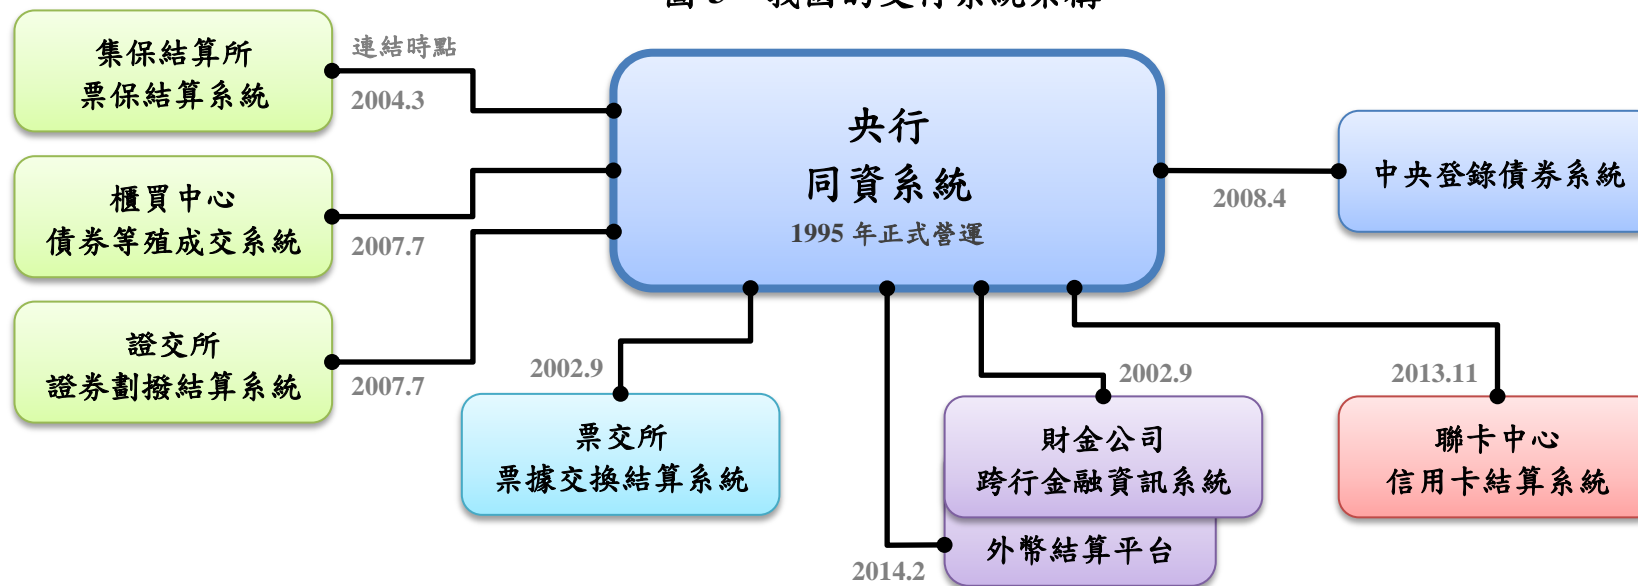 集保結算所
票保結算系統
連結時點
2004.3
央行
同資系統
1995 年正式營運
中央登錄債券系統
2008.4
櫃買中心
債券等殖成交系統
2007.7
證交所
證券劃撥結算系統
2007.7
2002.9
票交所
票據交換結算系統
2002.9
財金公司
跨行金融資訊系統
2014.2
外幣結算平台
2013.11
聯卡中心
信用卡結算系統